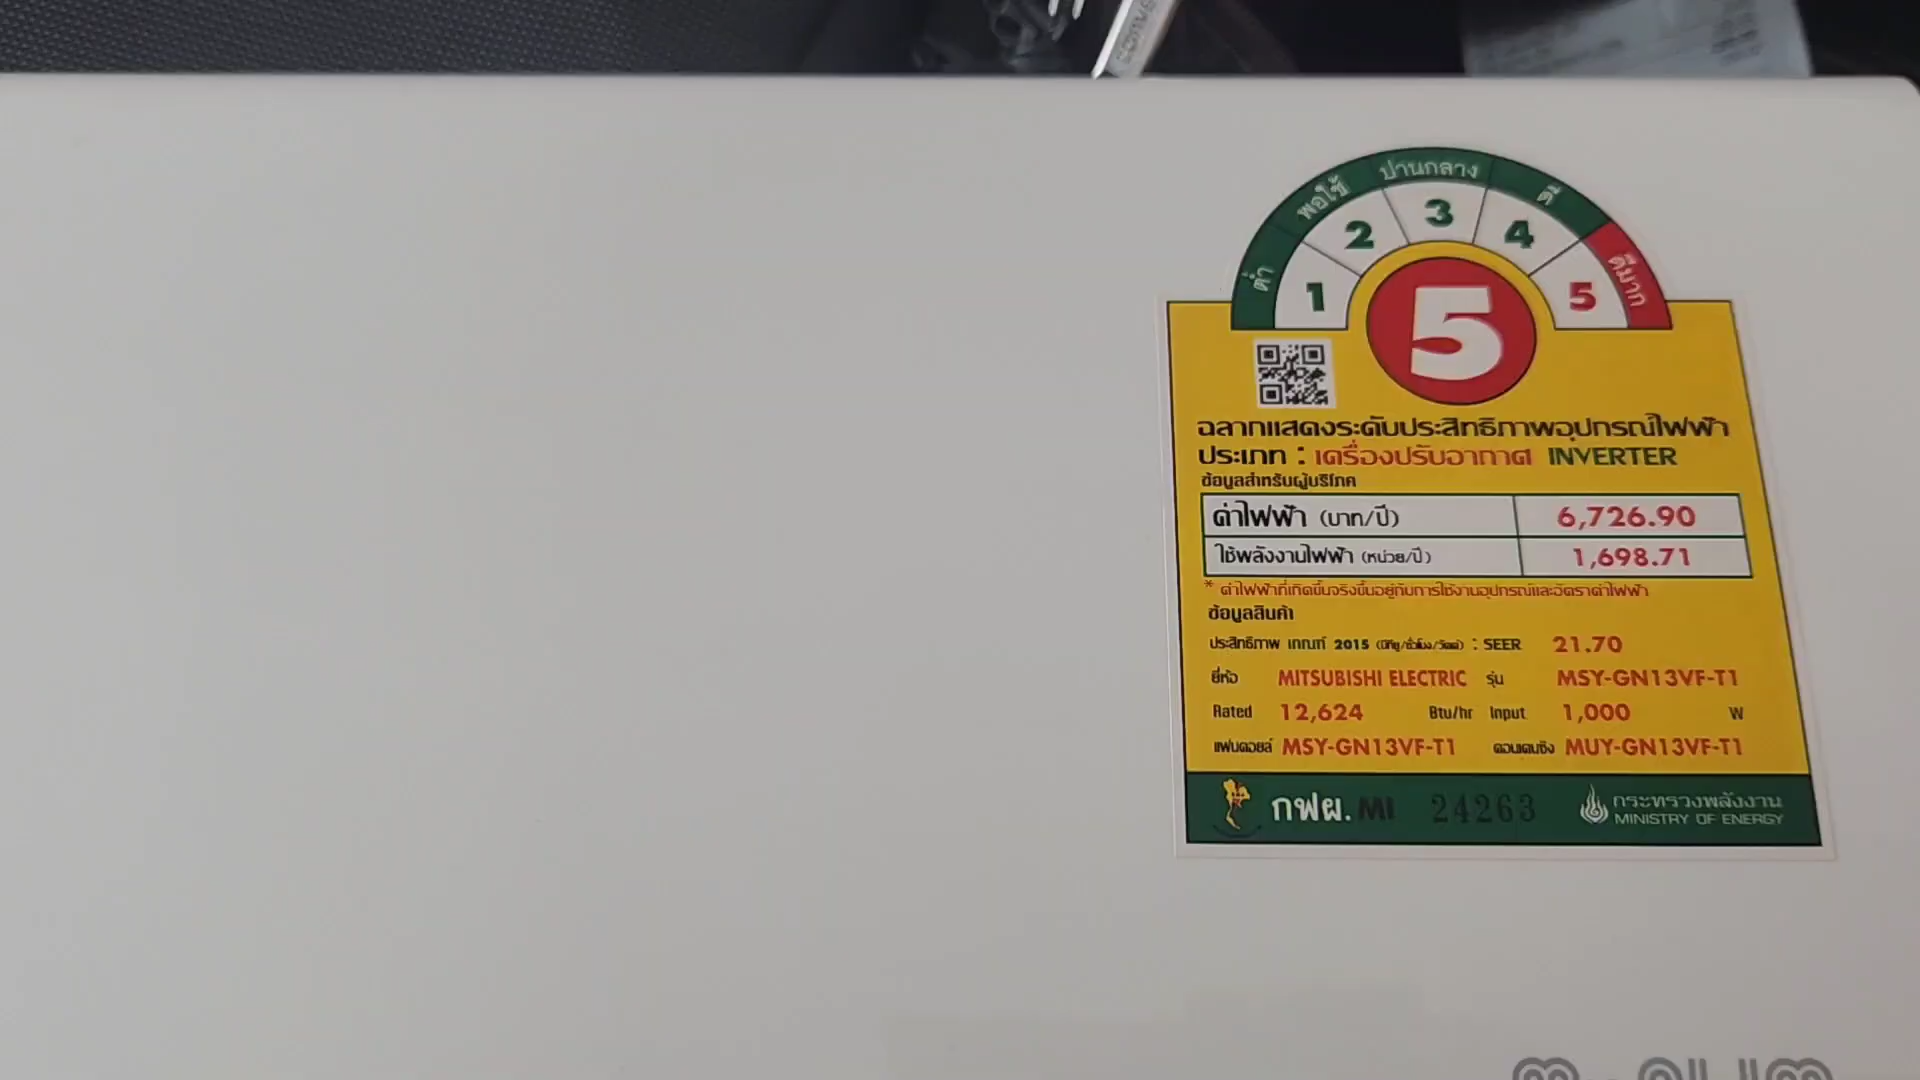 ต่ำ พอใช้ ปานกลาง ดี ดีมาก
1 2 3 4 5
5
ฉลากแสดงระดับประสิทธิภาพอุปกรณ์ไฟฟ้า
ประเภท : เครื่องปรับอากาศ INVERTER
ข้อมูลสำหรับผู้บริโภค
ค่าไฟฟ้า (บาท/ปี) 6,726.90
ใช้พลังงานไฟฟ้า (หน่วย/ปี) 1,698.71
* ค่าไฟฟ้าที่เกิดขึ้นจริงขึ้นอยู่กับการใช้งานอุปกรณ์และอัตราค่าไฟฟ้า
ข้อมูลสินค้า
ประสิทธิภาพ เกณฑ์ 2015 (บีทียู/ชั่วโมง/วัตต์) : SEER 21.70
ยี่ห้อ MITSUBISHI ELECTRIC รุ่น MSY-GN13VF-T1
Rated 12,624 Btu/hr Input 1,000 W
แฟนคอยล์ MSY-GN13VF-T1 คอนเดนซิ่ง MUY-GN13VF-T1
กฟผ. MI 24263 กระทรวงพลังงาน
MINISTRY OF ENERGY